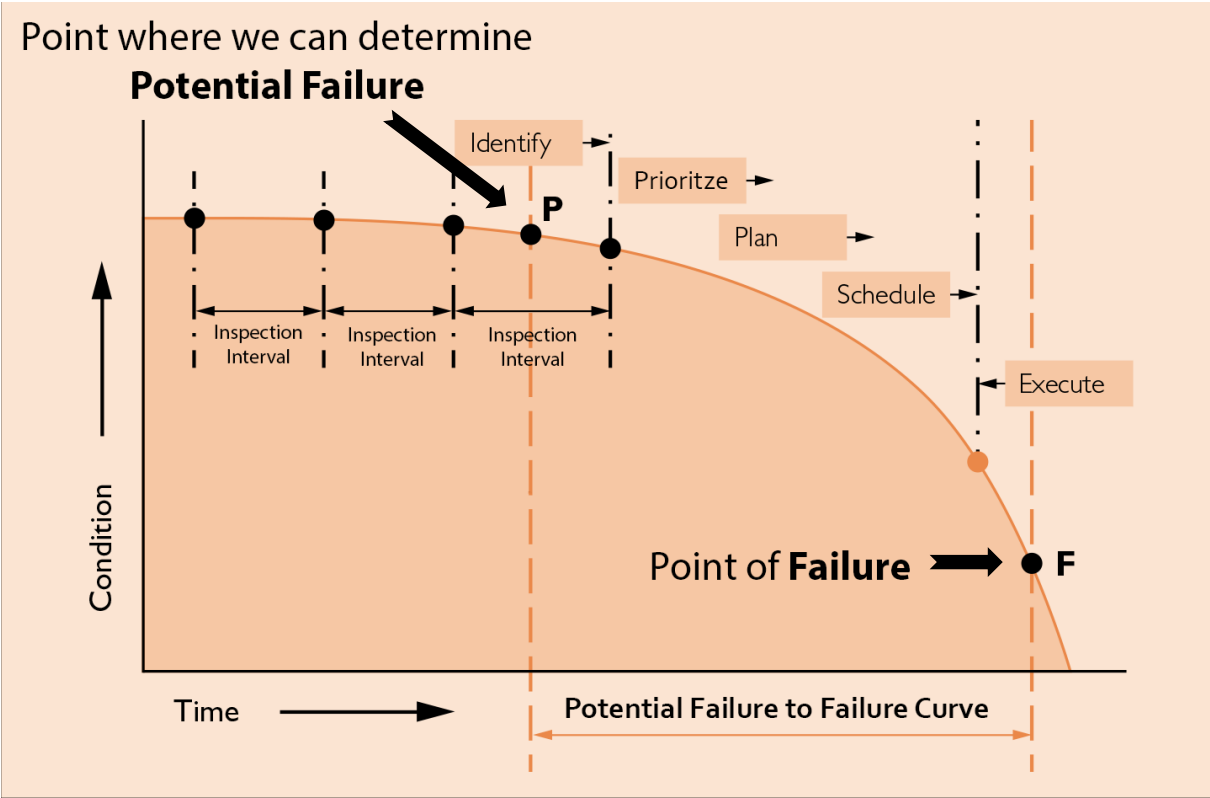 Point where we can determine
Potential Failure
Identify
Prioritze
P
Plan
Schedule
Inspection
Interval
Inspection
Interval
Inspection
Interval
Execute
Condition
Point of Failure
F
Time
Potential Failure to Failure Curve